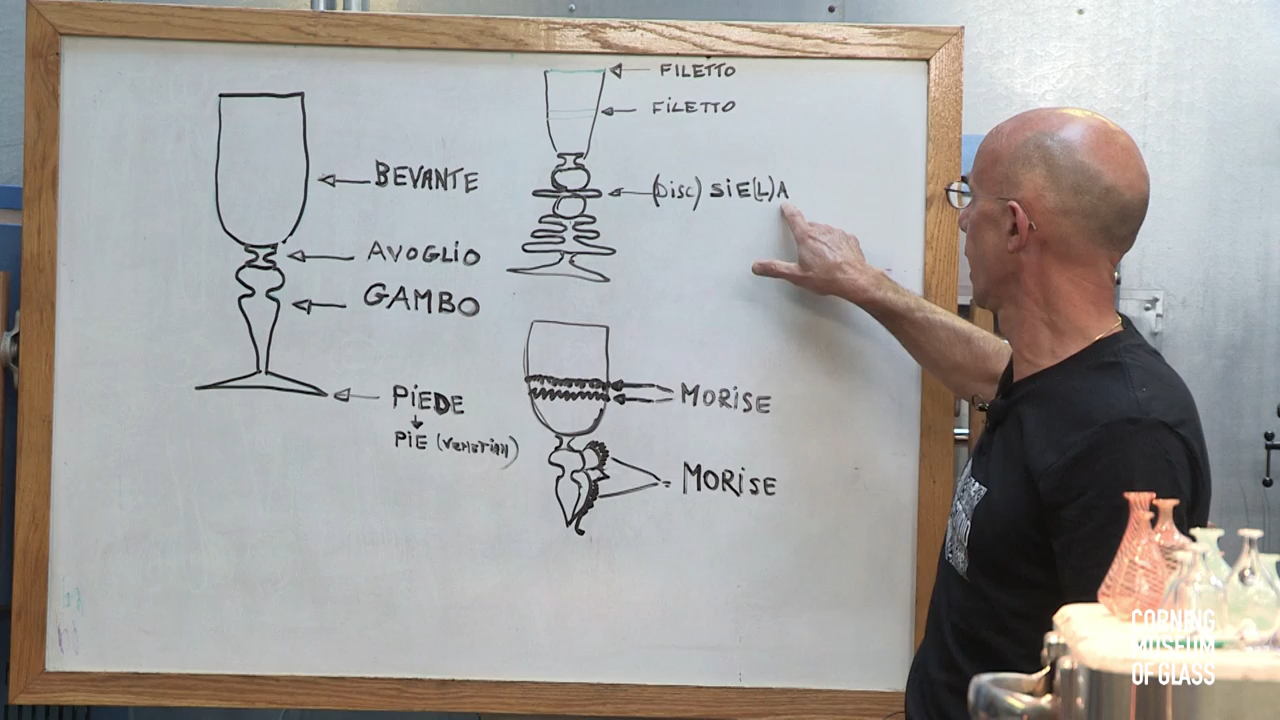 BEVANTE
AVOGLIO
GAMBO
PIEDE
PIE (VENETIAN)
FILETTO
FILETTO
(DISC) SIE(L)A
MORISE
MORISE
CORNING
MUSEUM
OF GLASS